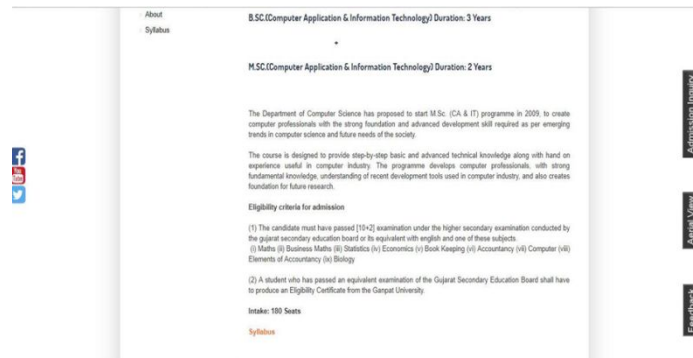 About
Syllabus
B.SC.(Computer Application & Information Technology) Duration: 3 Years
M.SC.(Computer Application & Information Technology) Duration: 2 Years
The Department of Computer Science has proposed to start M.Sc. (CA & IT) programme in 2009, to create
computer professionals with the strong foundation and advanced development skill required as per emerging
trends in computer science and future needs of the society.
The course is designed to provide step-by-step basic and advanced technical knowledge along with hand on
experience useful in computer industry. The programme develops computer professionals, with strong
fundamental knowledge, understanding of recent development tools used in computer industry, and also creates
foundation for future research.
Eligibility criteria for admission
(1) The candidate must have passed [10+2] examination under the higher secondary examination conducted by
the gujarat secondary education board or its equivalent with english and one of these subjects.
(i) Maths (ii) Business Maths (iii) Statistics (iv) Economics (v) Book Keeping (vi) Accountancy (vii) Computer (viii)
Elements of Accountancy (ix) Biology
(2) A student who has passed an equivalent examination of the Gujarat Secondary Education Board shall have
to produce an Eligibility Certificate from the Ganpat University.
Intake: 180 Seats
Syllabus
You
Tube
Admission Inquiry
Aerial View
Feedback